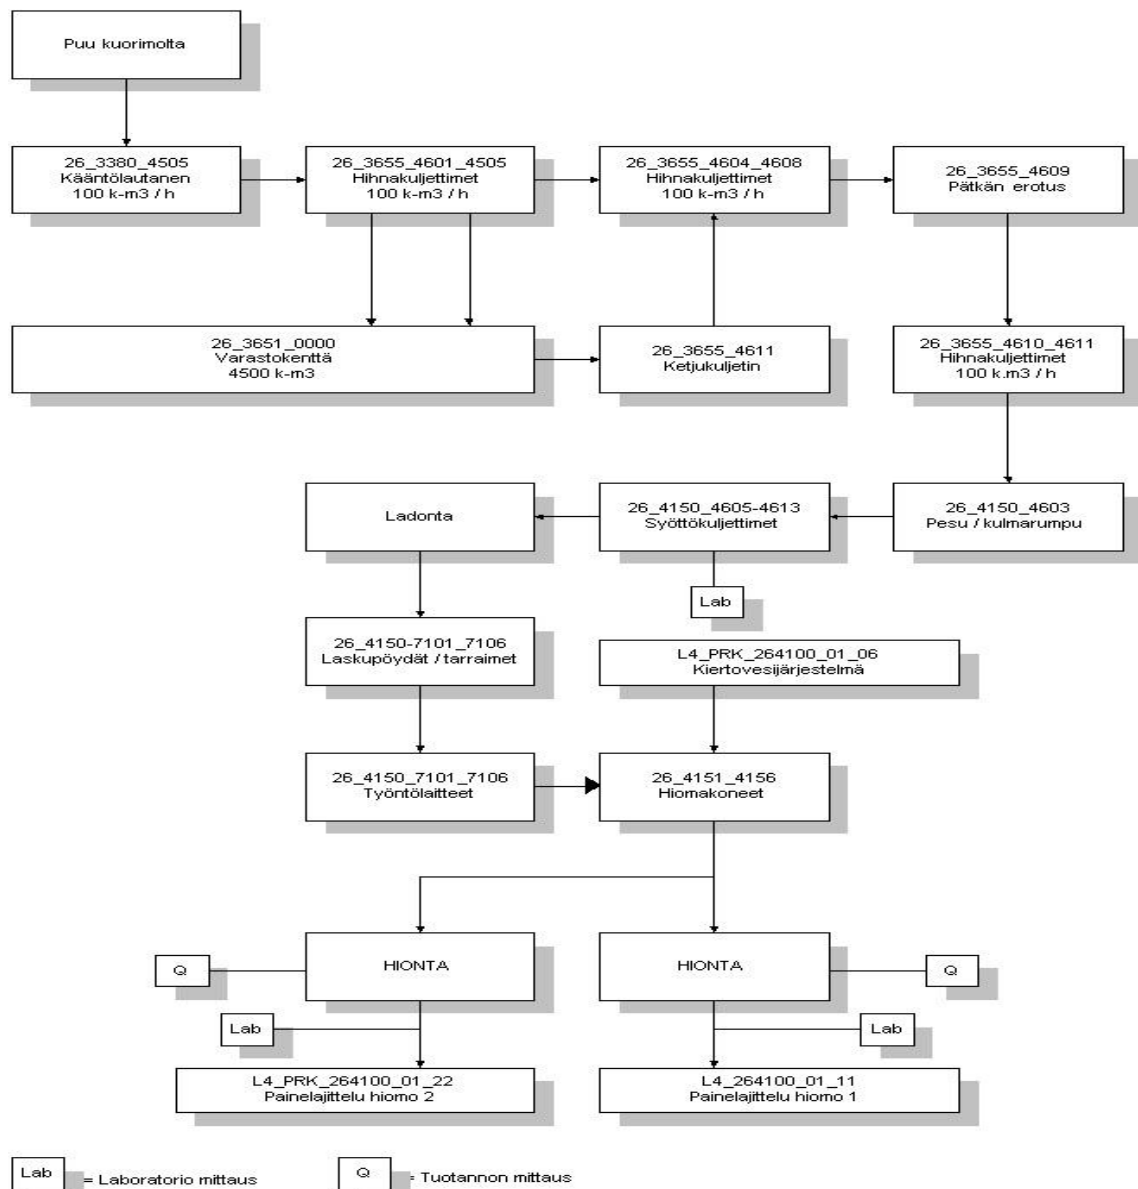 Puu kuorimolta
26_3380_4505
Kääntölautanen
100 k-m3 / h
26_3655_4601_4505
Hihnakuljettimet
100 k-m3 / h
26_3655_4604_4608
Hihnakuljettimet
100 k-m3 / h
26_3655_4609
Pätkän erotus
26_3651_0000
Varastokenttä
4500 k-m3
26_3655_4611
Ketjukuljetin
26_3655_4610_4611
Hihnakuljettimet
100 k.m3 / h
Ladonta
26_4150_4605-4613
Syöttökuljettimet
26_4150_4603
Pesu / kulmarumpu
Lab
26_4150-7101_7106
Laskupöydät / tarraimet
L4_PRK_264100_01_06
Kiertovesijärjestelmä
26_4150_7101_7106
Työntölaitteet
26_4151_4156
Hiomakoneet
Q
HIONTA
HIONTA
Q
Lab
Lab
L4_PRK_264100_01_22
Painelajittelu hiomo 2
L4_264100_01_11
Painelajittelu hiomo 1
Lab = Laboratorio mittaus
Q = Tuotannon mittaus